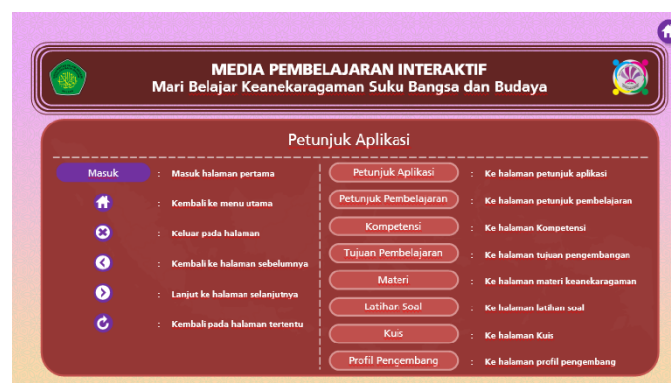 MEDIA PEMBELAJARAN INTERAKTIF
Mari Belajar Keanekaragaman Suku Bangsa dan Budaya
Petunjuk Aplikasi
Masuk : Masuk halaman pertama
: Kembali ke menu utama
: Keluar pada halaman
: Kembali ke halaman sebelumnya
: Lanjut ke halaman selanjutnya
: Kembali pada halaman tertentu
Petunjuk Aplikasi : Ke halaman petunjuk aplikasi
Petunjuk Pembelajaran : Ke halaman petunjuk pembelajaran
Kompetensi : Ke halaman Kompetensi
Tujuan Pembelajaran : Ke halaman tujuan pengembangan
Materi : Ke halaman materi keanekaragaman
Latihan Soal : Ke halaman latihan soal
Kuis : Ke halaman Kuis
Profil Pengembang : Ke halaman profil pengembang